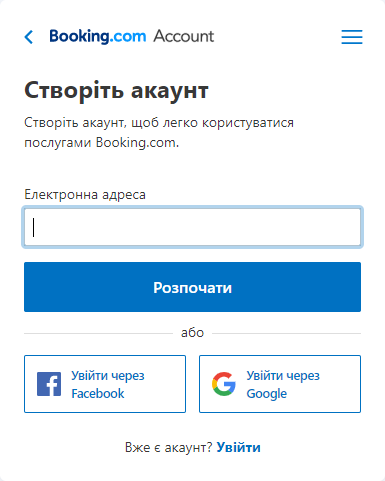 Booking.com Account
Створіть акаунт
Створіть акаунт, щоб легко користуватися
послугами Booking.com.
Електронна адреса
Розпочати
або
Увійти через
Facebook
Увійти через
Google
Вже є акаунт? Увійти